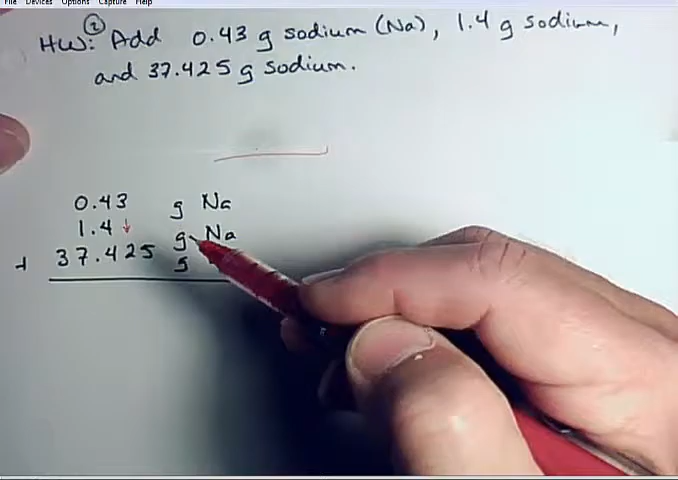 File Devices Options Capture Help
HW: ② Add 0.43 g sodium (Na), 1.4 g sodium,
and 37.425 g sodium.
0.43 g Na
1.4 g Na
+ 37.425 g